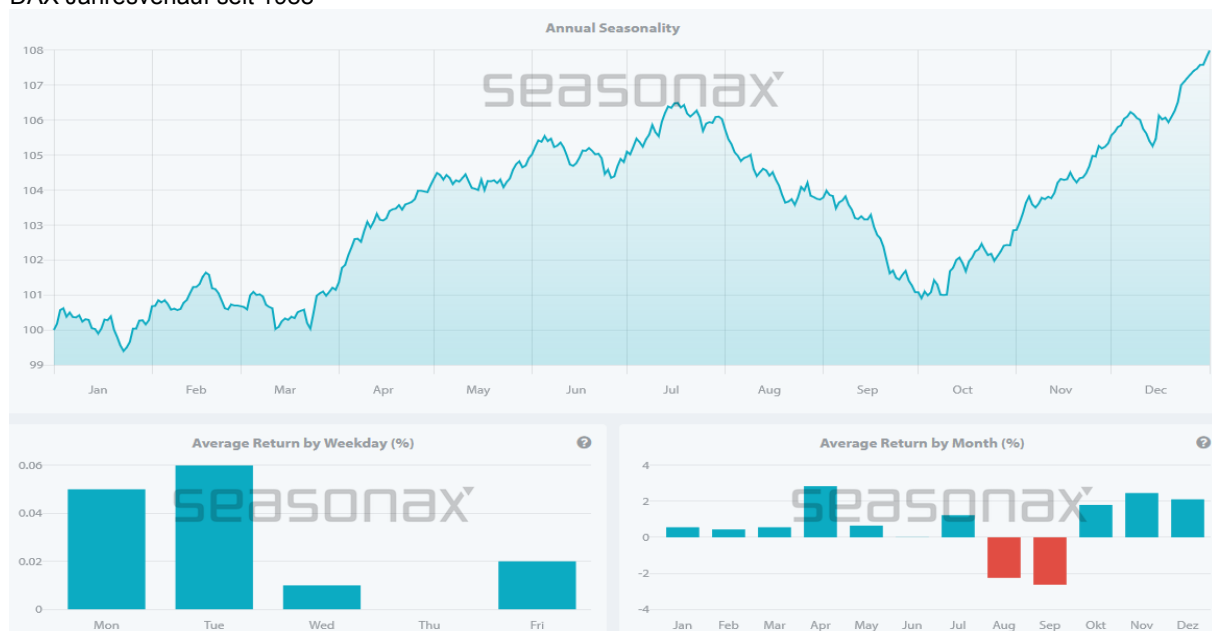 Annual Seasonality
seasonax
108
107
106
105
104
103
102
101
100
99
Jan Feb Mar Apr May Jun Jul Aug Sep Oct Nov Dec
Average Return by Weekday (%) ?
seasonax
0.06
0.04
0.02
0
Mon Tue Wed Thu Fri
Average Return by Month (%) ?
seasonax
4
2
0
-2
-4
Jan Feb Mar Apr May Jun Jul Aug Sep Okt Nov Dez